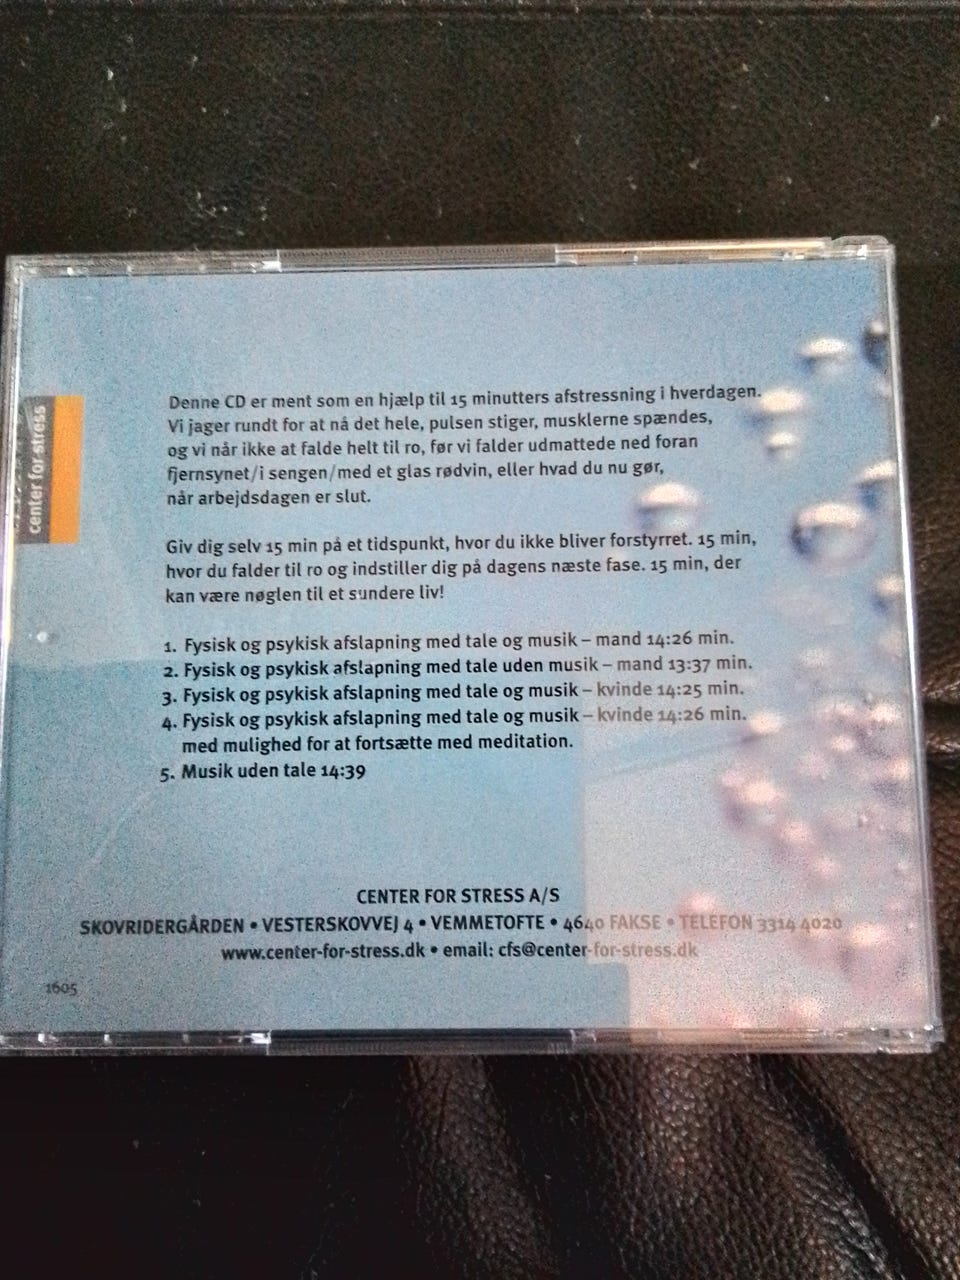 center for stress
Denne CD er ment som en hjælp til 15 minutters afstressning i hverdagen.
Vi jager rundt for at nå det hele, pulsen stiger, musklerne spændes,
og vi når ikke at falde helt til ro, før vi falder udmattede ned foran
fjernsynet/i sengen/med et glas rødvin, eller hvad du nu gør,
når arbejdsdagen er slut.
Giv dig selv 15 min på et tidspunkt, hvor du ikke bliver forstyrret. 15 min,
hvor du falder til ro og indstiller dig på dagens næste fase. 15 min, der
kan være nøglen til et sundere liv!
1. Fysisk og psykisk afslapning med tale og musik – mand 14:26 min.
2. Fysisk og psykisk afslapning med tale uden musik – mand 13:37 min.
3. Fysisk og psykisk afslapning med tale og musik – kvinde 14:25 min.
4. Fysisk og psykisk afslapning med tale og musik – kvinde 14:26 min.
med mulighed for at fortsætte med meditation.
5. Musik uden tale 14:39
CENTER FOR STRESS A/S
SKOVRIDERGÅRDEN • VESTERSKOVVEJ 4 • VEMMETOFTE • 4640 FAKSE • TELEFON 3314 4020
www.center-for-stress.dk • email: cfs@center-for-stress.dk
1605